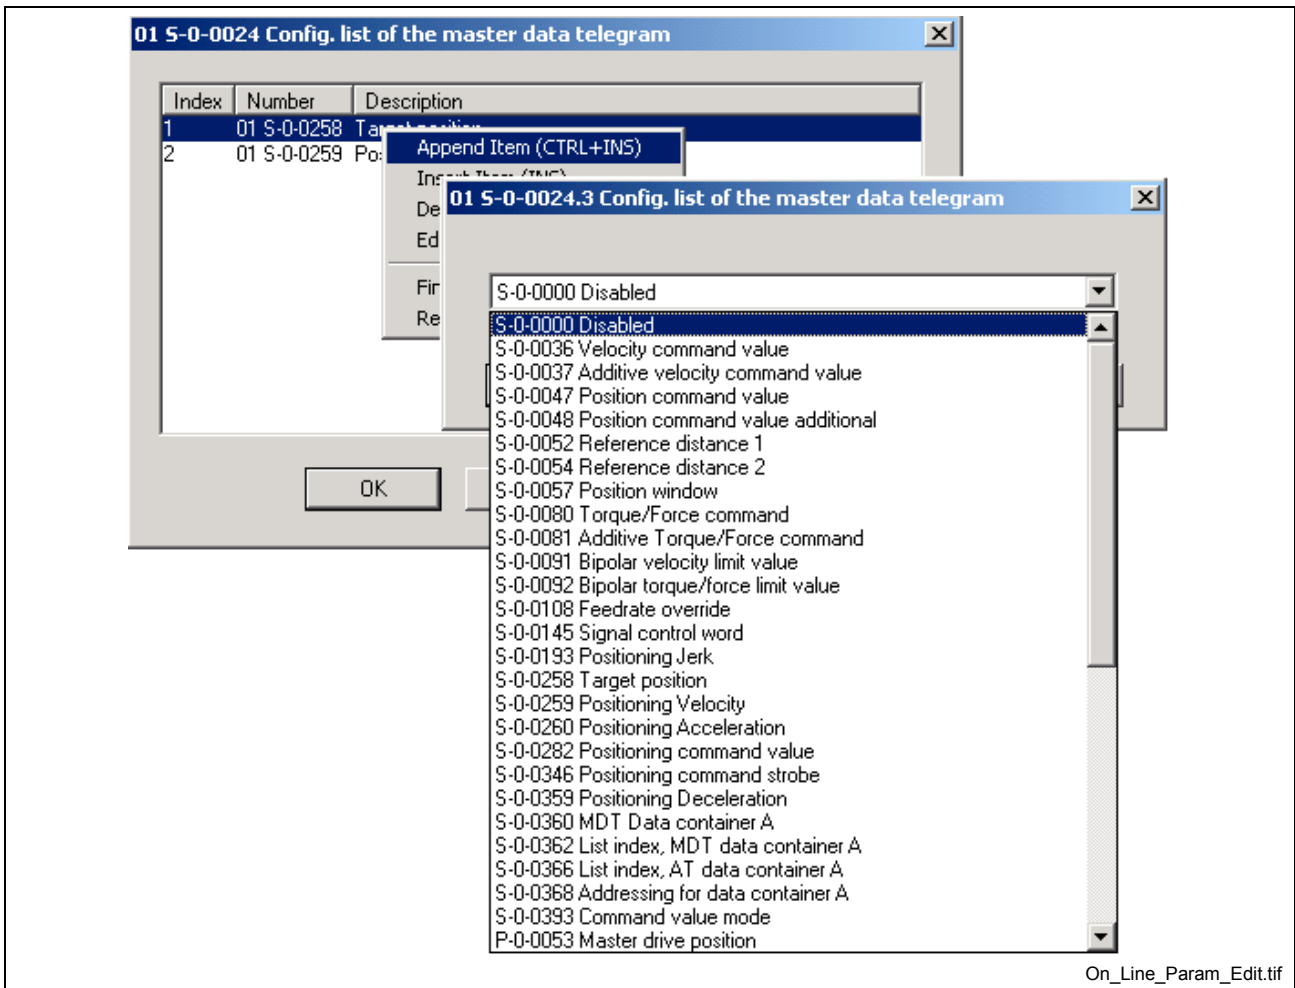 01 S-0-0024 Config. list of the master data telegram
Index Number Description
1 01 S-0-0258 Target position
2 01 S-0-0259
Append Item (CTRL+INS)
Insert Item (INS)
01 S-0-0024.3 Config. list of the master data telegram
S-0-0000 Disabled
S-0-0000 Disabled
S-0-0036 Velocity command value
S-0-0037 Additive velocity command value
S-0-0047 Position command value
S-0-0048 Position command value additional
S-0-0052 Reference distance 1
S-0-0054 Reference distance 2
S-0-0057 Position window
S-0-0080 Torque/Force command
S-0-0081 Additive Torque/Force command
S-0-0091 Bipolar velocity limit value
S-0-0092 Bipolar torque/force limit value
S-0-0108 Feedrate override
S-0-0145 Signal control word
S-0-0193 Positioning Jerk
S-0-0258 Target position
S-0-0259 Positioning Velocity
S-0-0260 Positioning Acceleration
S-0-0282 Positioning command value
S-0-0346 Positioning command strobe
S-0-0359 Positioning Deceleration
S-0-0360 MDT Data container A
S-0-0362 List index, MDT data container A
S-0-0366 List index, AT data container A
S-0-0368 Addressing for data container A
S-0-0393 Command value mode
P-0-0053 Master drive position
OK
On_Line_Param_Edit.tif